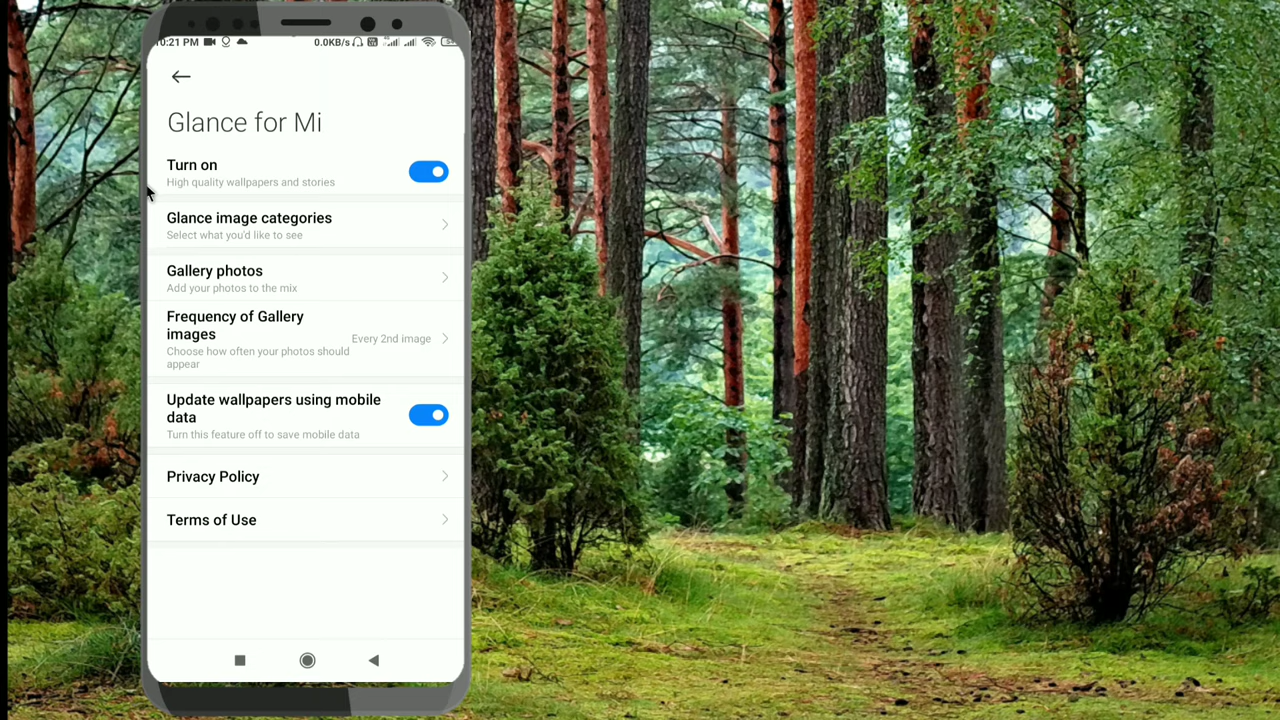 10:21 PM 0.0KB/s
Glance for Mi
Turn on
High quality wallpapers and stories
Glance image categories
Select what you'd like to see
Gallery photos
Add your photos to the mix
Frequency of Gallery
images
Every 2nd image
Choose how often your photos should
appear
Update wallpapers using mobile
data
Turn this feature off to save mobile data
Privacy Policy
Terms of Use